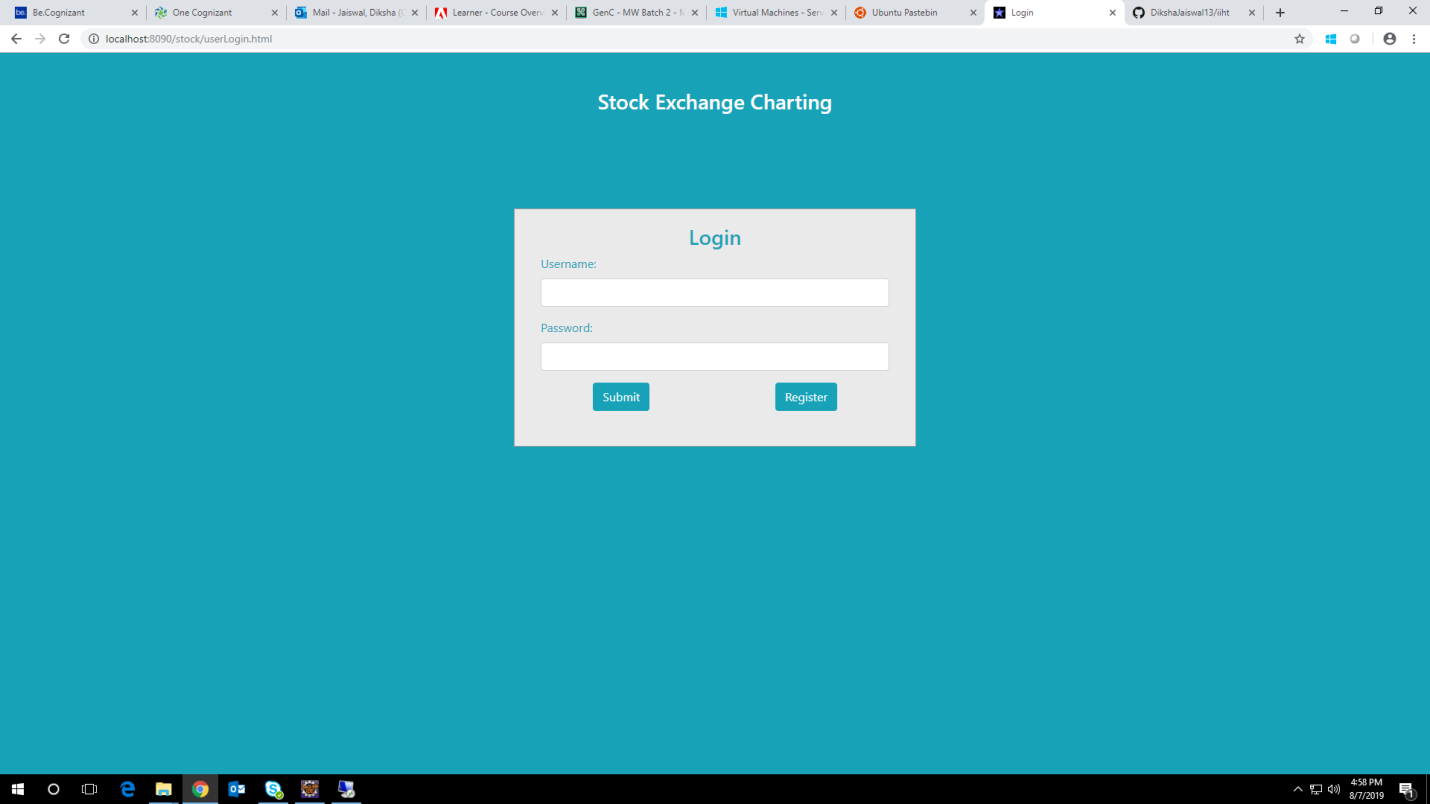 be. Be.Cognizant
One Cognizant
Mail - Jaiswal, Diksha (
Learner - Course Overv
GenC - MW Batch 2 -
Virtual Machines - Serv
Ubuntu Pastebin
Login
DikshaJaiswal13/iiht
localhost:8090/stock/userLogin.html
Stock Exchange Charting
Login
Username:
Password:
Submit
Register
4:58 PM
8/7/2019
1